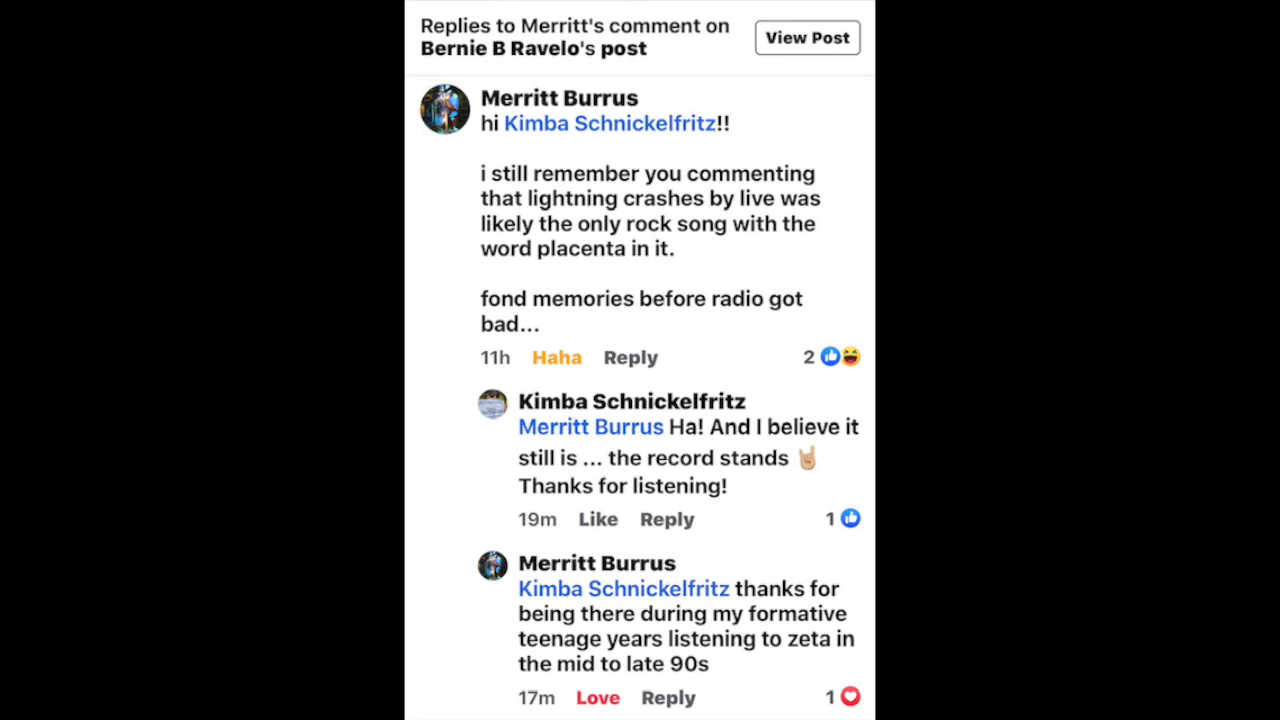 Replies to Merritt's comment on
Bernie B Ravelo's post
View Post
Merritt Burrus
hi Kimba Schnickelfritz!!
i still remember you commenting
that lightning crashes by live was
likely the only rock song with the
word placenta in it.
fond memories before radio got
bad...
11h Haha Reply 2
Kimba Schnickelfritz
Merritt Burrus Ha! And I believe it
still is ... the record stands 🤘🏼
Thanks for listening!
19m Like Reply 1
Merritt Burrus
Kimba Schnickelfritz thanks for
being there during my formative
teenage years listening to zeta in
the mid to late 90s
17m Love Reply 1